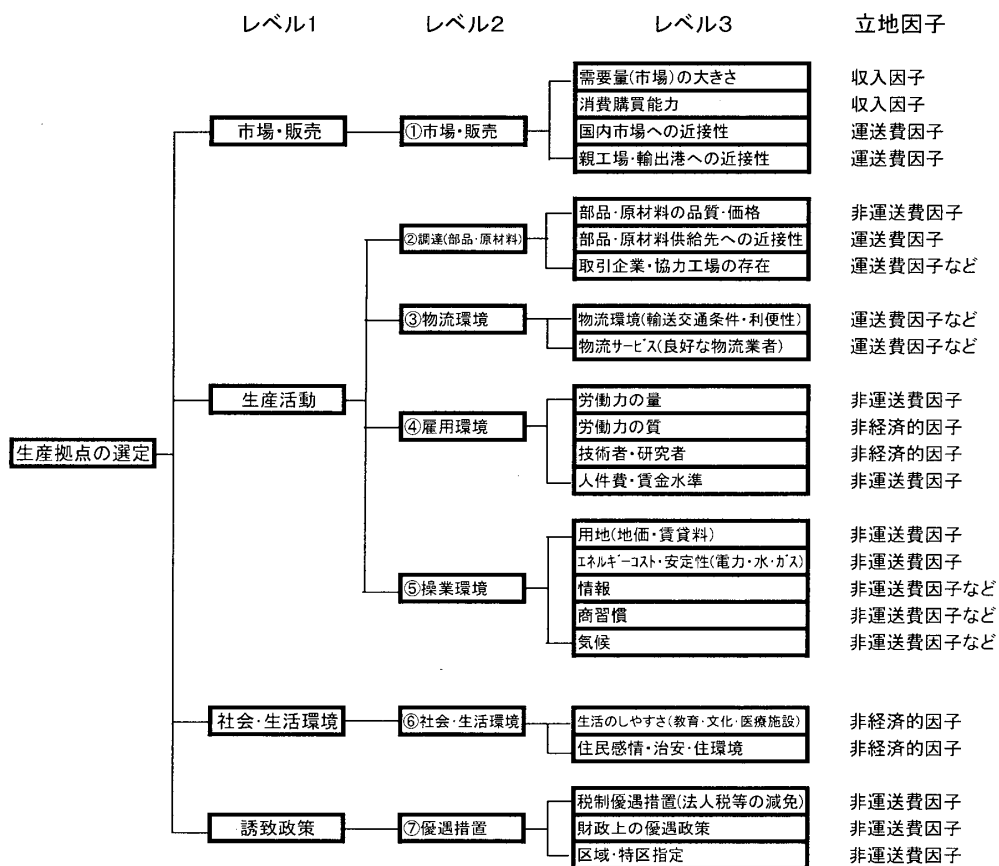 レベル1 レベル2 レベル3 立地因子
需要量(市場)の大きさ 収入因子
消費購買能力 収入因子
市場・販売 ①市場・販売 国内市場への近接性 運送費因子
親工場・輸出港への近接性 運送費因子
部品・原材料の品質・価格 非運送費因子
②調達(部品・原材料) 部品・原材料供給先への近接性 運送費因子
取引企業・協力工場の存在 運送費因子など
③物流環境 物流環境(輸送交通条件・利便性) 運送費因子など
物流サービス(良好な物流業者) 運送費因子など
生産活動 労働力の量 非運送費因子
④雇用環境 労働力の質 非経済的因子
生産拠点の選定 技術者・研究者 非経済的因子
人件費・賃金水準 非運送費因子
用地(地価・賃貸料) 非運送費因子
エネルギーコスト・安定性(電力・水・ガス) 非運送費因子
⑤操業環境 情報 非運送費因子など
商習慣 非運送費因子など
気候 非運送費因子など
社会・生活環境 ⑥社会・生活環境 生活のしやすさ(教育・文化・医療施設) 非経済的因子
住民感情・治安・住環境 非経済的因子
税制優遇措置(法人税等の減免) 非運送費因子
誘致政策 ⑦優遇措置 財政上の優遇政策 非運送費因子
区域・特区指定 非運送費因子